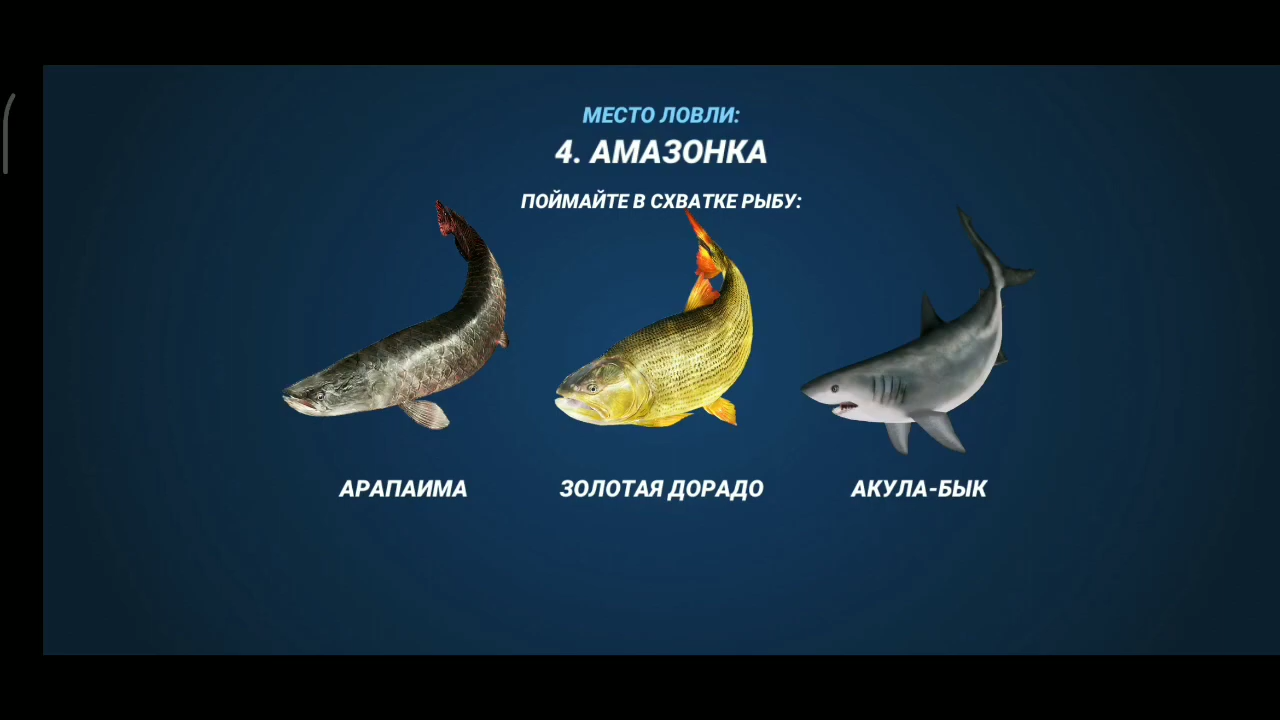 МЕСТО ЛОВЛИ:
4. АМАЗОНКА
ПОЙМАЙТЕ В СХВАТКЕ РЫБУ:
АРАПАИМА
ЗОЛОТАЯ ДОРАДО
АКУЛА-БЫК